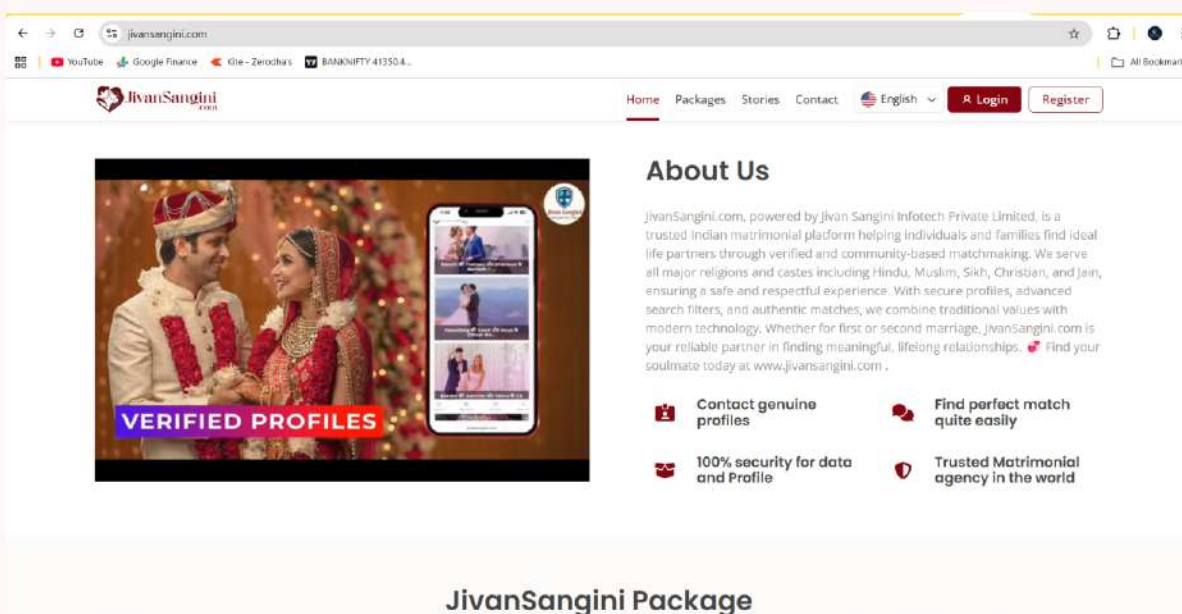 jivansangini.com
YouTube Google Finance Kite - Zerodha's BANKNIFTY 41350.4...
All Bookmar
JivanSangini
.com
Home Packages Stories Contact English Login Register
About Us
JivanSangini.com, powered by Jivan Sangini Infotech Private Limited, is a
trusted Indian matrimonial platform helping individuals and families find ideal
life partners through verified and community-based matchmaking. We serve
all major religions and castes including Hindu, Muslim, Sikh, Christian, and Jain,
ensuring a safe and respectful experience. With secure profiles, advanced
search filters, and authentic matches, we combine traditional values with
modern technology. Whether for first or second marriage, JivanSangini.com is
your reliable partner in finding meaningful, lifelong relationships. 💞 Find your
soulmate today at www.jivansangini.com .
VERIFIED PROFILES
Contact genuine
profiles
Find perfect match
quite easily
100% security for data
and Profile
Trusted Matrimonial
agency in the world
JivanSangini Package